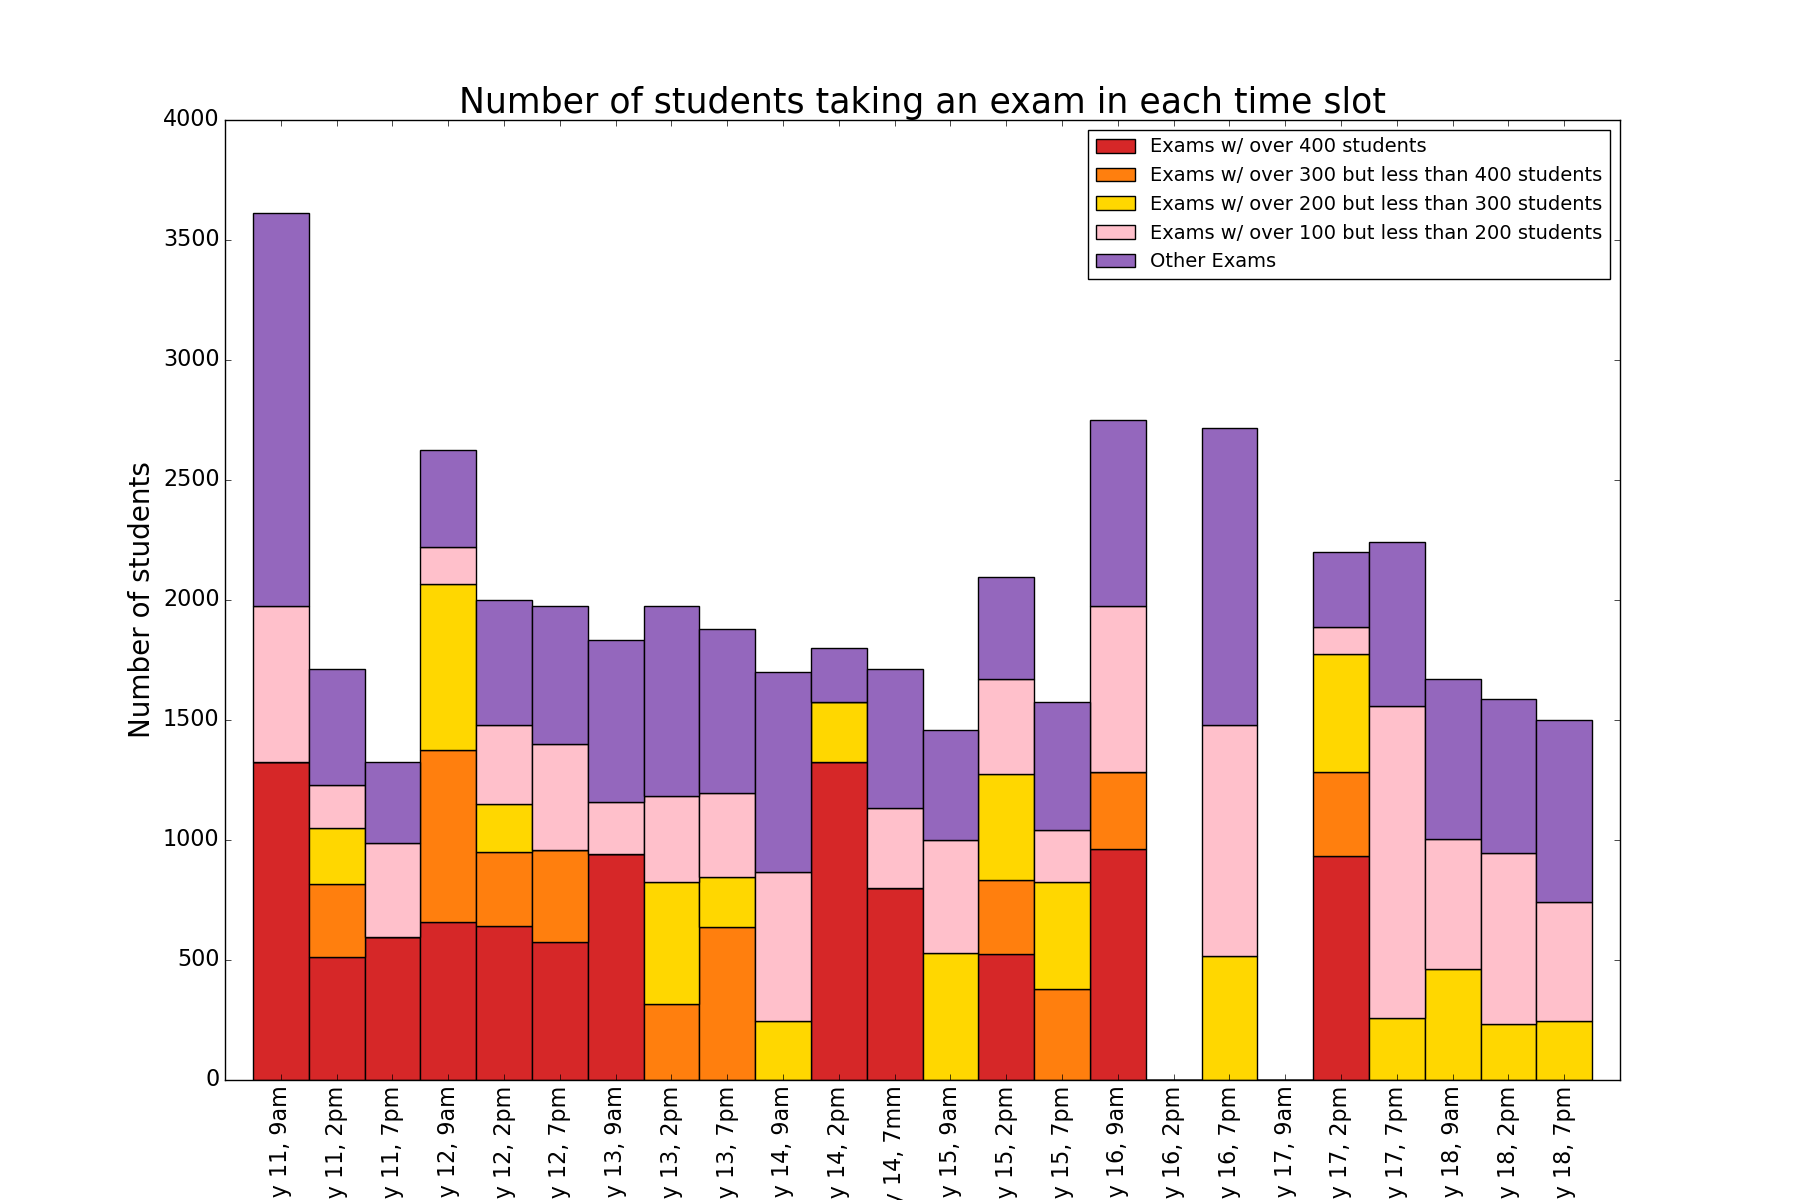 Number of students taking an exam in each time slot
4000
3500
3000
2500
2000
1500
1000
500
0
Number of students
Exams w/ over 400 students
Exams w/ over 300 but less than 400 students
Exams w/ over 200 but less than 300 students
Exams w/ over 100 but less than 200 students
Other Exams
y 11, 9am
y 11, 2pm
y 11, 7pm
y 12, 9am
y 12, 2pm
y 12, 7pm
y 13, 9am
y 13, 2pm
y 13, 7pm
y 14, 9am
y 14, 2pm
y 14, 7mm
y 15, 9am
y 15, 2pm
y 15, 7pm
y 16, 9am
y 16, 2pm
y 16, 7pm
y 17, 9am
y 17, 2pm
y 17, 7pm
y 18, 9am
y 18, 2pm
y 18, 7pm